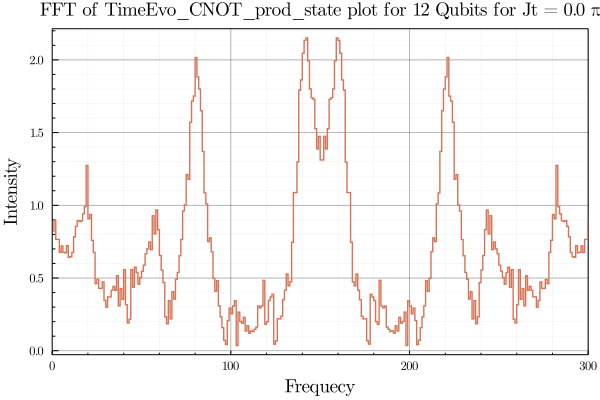 FFT of TimeEvo_CNOT_prod_state plot for 12 Qubits for Jt = 0.0 π
2.0
1.5
1.0
0.5
0.0
Intensity
0 100 200 300
Frequecy